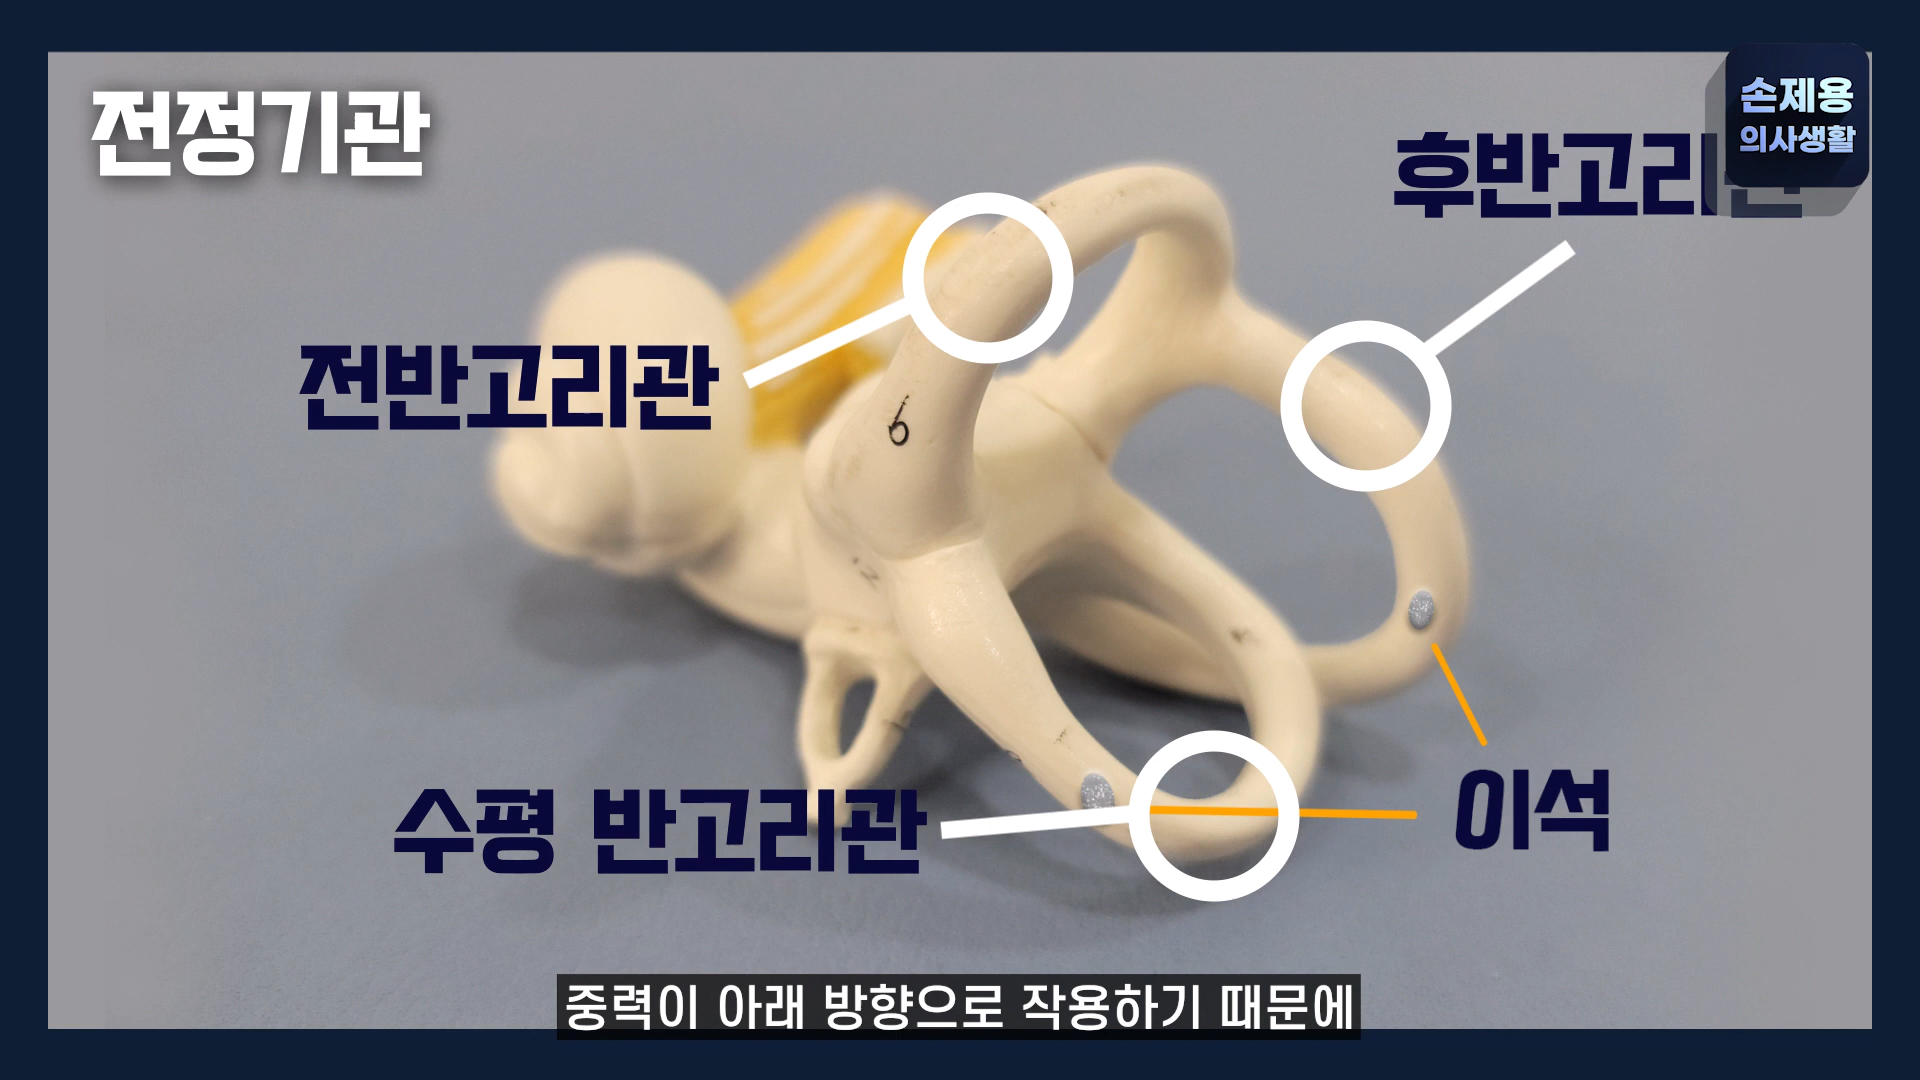 전정기관
손제용
의사생활
후반고리관
전반고리관
6
수평 반고리관
이석
중력이 아래 방향으로 작용하기 때문에